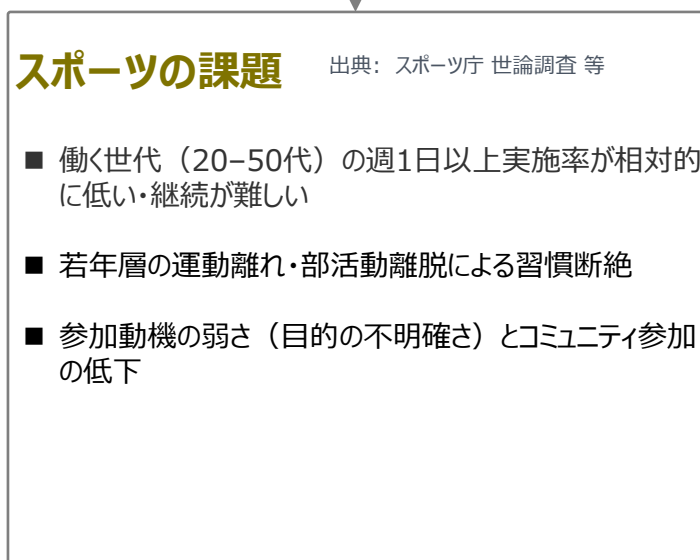 スポーツの課題 出典: スポーツ庁 世論調査 等
■ 働く世代（20–50代）の週1日以上実施率が相対的
に低い・継続が難しい
■ 若年層の運動離れ・部活動離脱による習慣断絶
■ 参加動機の弱さ（目的の不明確さ）とコミュニティ参加
の低下